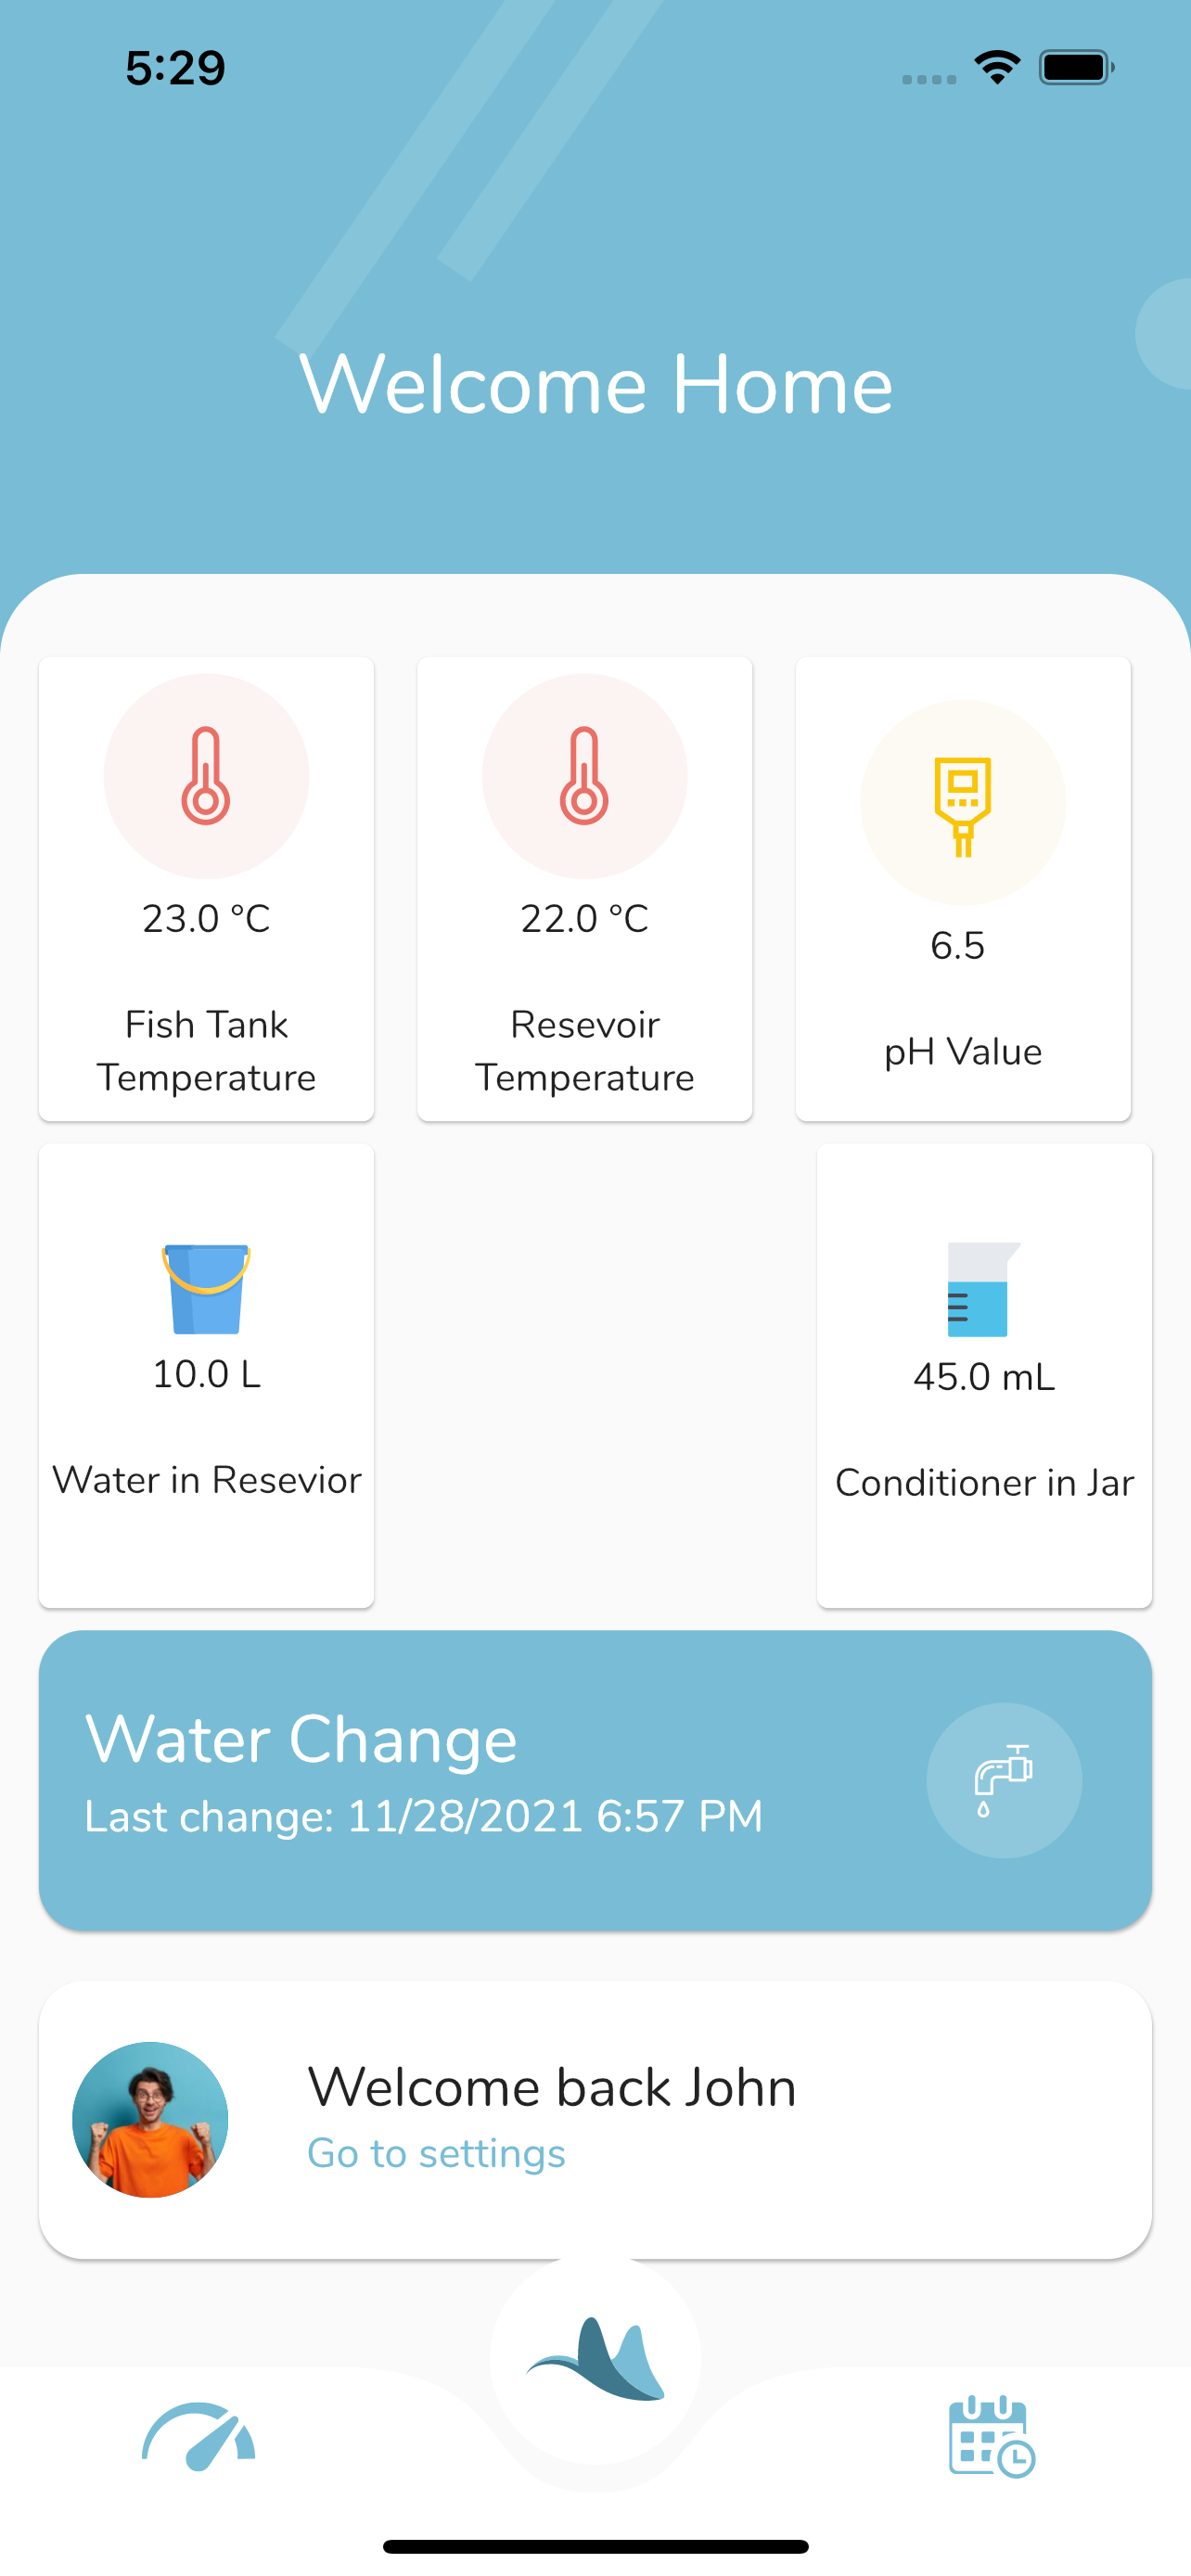 5:29
Welcome Home
23.0 °C
Fish Tank
Temperature
22.0 °C
Resevoir
Temperature
6.5
pH Value
10.0 L
Water in Resevior
45.0 mL
Conditioner in Jar
Water Change
Last change: 11/28/2021 6:57 PM
Welcome back John
Go to settings